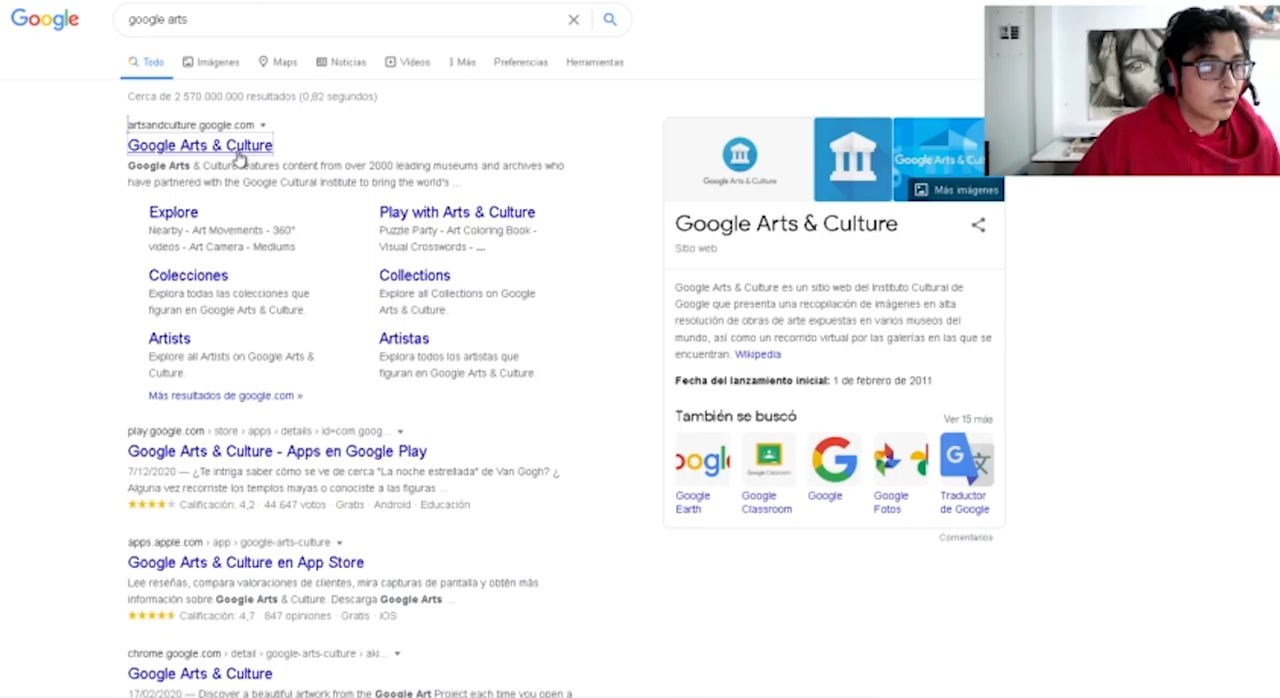 Google
google arts
Todo Imágenes Maps Noticias Vídeos Más Preferencias Herramientas
Cerca de 2.570.000.000 resultados (0,82 segundos)
artsandculture.google.com
Google Arts & Culture
Google Arts & Culture features content from over 2000 leading museums and archives who
have partnered with the Google Cultural Institute to bring the world's ...
Explore
Nearby - Art Movements - 360°
videos - Art Camera - Mediums
Play with Arts & Culture
Puzzle Party - Art Coloring Book -
Visual Crosswords - ...
Colecciones
Explora todas las colecciones que
figuran en Google Arts & Culture.
Collections
Explore all Collections on Google
Arts & Culture.
Artists
Explore all Artists on Google Arts &
Culture.
Artistas
Explora todos los artistas que
figuran en Google Arts & Culture.
Más resultados de google.com »
play.google.com › store › apps › details › id=com.goog...
Google Arts & Culture - Apps en Google Play
7/12/2020 — ¿Te intriga saber cómo se ve de cerca "La noche estrellada" de Van Gogh? ¿
Alguna vez recorriste los templos mayas o conociste a las figuras ...
Calificación: 4,2 · 44.647 votos · Gratis · Android · Educación
apps.apple.com › app › google-arts-culture
Google Arts & Culture en App Store
Lee reseñas, compara valoraciones de clientes, mira capturas de pantalla y obtén más
información sobre Google Arts & Culture. Descarga Google Arts ...
Calificación: 4,7 · 847 opiniones · Gratis · iOS
chrome.google.com › detail › google-arts-culture › aki...
Google Arts & Culture
17/02/2020 — Discover a beautiful artwork from the Google Art Project each time you open a
Google Arts & Culture
Google Arts & Cu
Más imágenes
Google Arts & Culture
Sitio web
Google Arts & Culture es un sitio web del Instituto Cultural de
Google que presenta una recopilación de imágenes en alta
resolución de obras de arte expuestas en varios museos del
mundo, así como un recorrido virtual por las galerías en las que se
encuentran. Wikipedia
Fecha del lanzamiento inicial: 1 de febrero de 2011
También se buscó
Ver 15 más
Google Classroom
Google
Earth
Google
Classroom
Google
Google
Fotos
Traductor
de Google
Comentarios